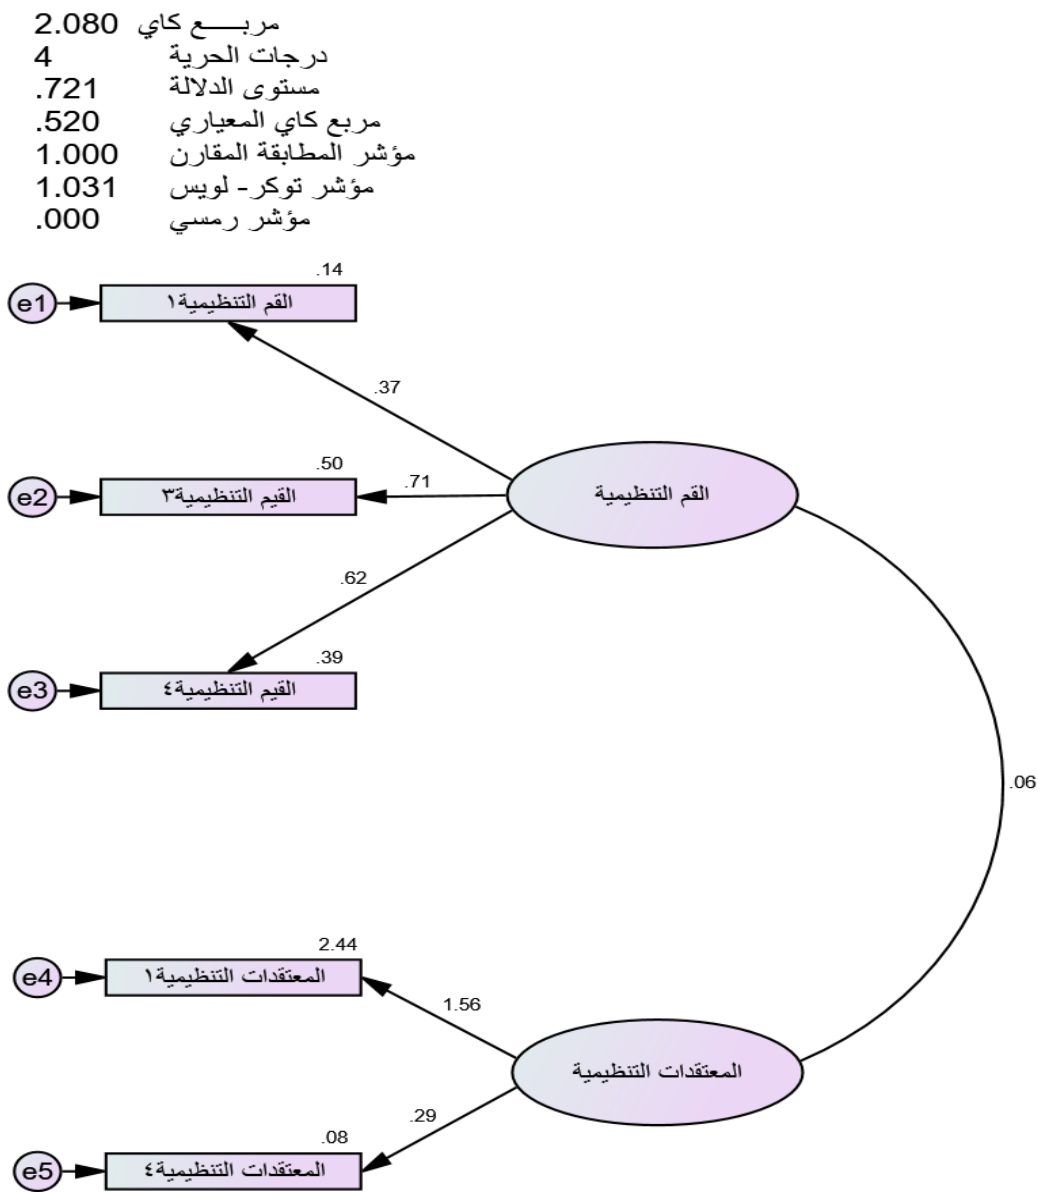 مربـــع كاي 2.080
درجات الحرية 4
مستوى الدلالة .721
مربع كاي المعياري .520
مؤشر المطابقة المقارن 1.000
مؤشر توكر- لويس 1.031
مؤشر رمسي .000
.14
e1
القم التنظيمية١
.37
.50
e2
القيم التنظيمية٣
.71
القم التنظيمية
.62
.39
e3
القيم التنظيمية٤
.06
2.44
e4
المعتقدات التنظيمية١
1.56
المعتقدات التنظيمية
.29
.08
e5
المعتقدات التنظيمية٤